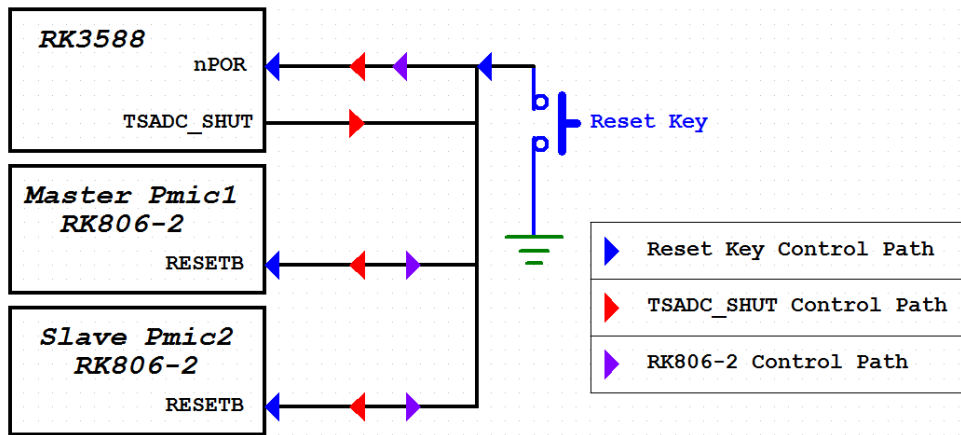 RK3588
nPOR
TSADC_SHUT
Reset Key
Master Pmic1
RK806-2
RESETB
Slave Pmic2
RK806-2
RESETB
Reset Key Control Path
TSADC_SHUT Control Path
RK806-2 Control Path